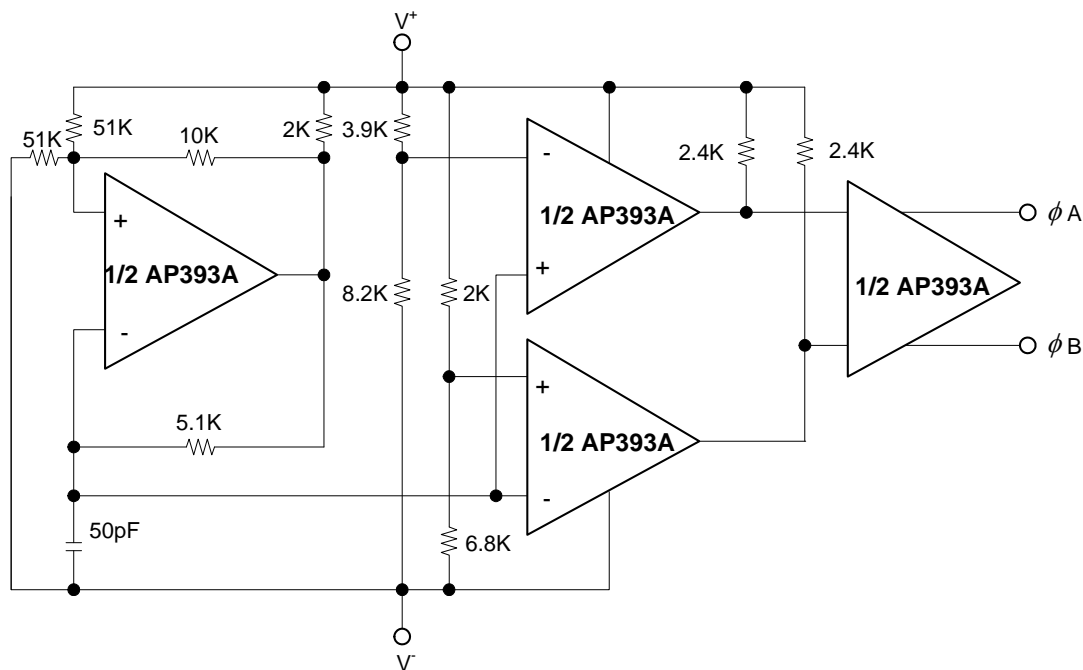 V+
51K
51K
10K
2K
3.9K
2.4K
2.4K
-
+
1/2 AP393A
+
-
1/2 AP393A
ϕ A
1/2 AP393A
ϕ B
8.2K
2K
5.1K
+
-
1/2 AP393A
50pF
6.8K
V-